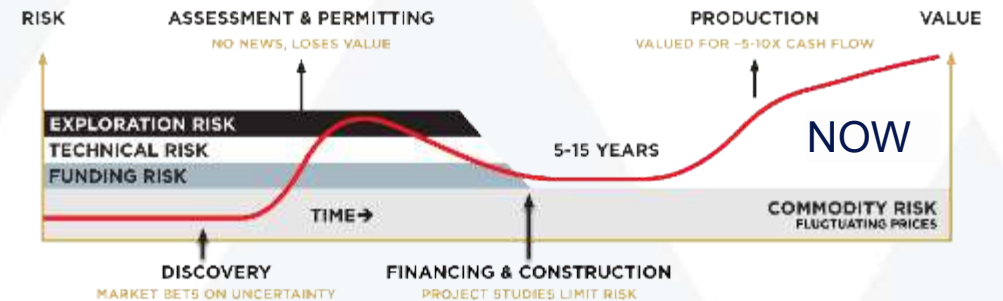 RISK
ASSESSMENT & PERMITTING
NO NEWS, LOSES VALUE
PRODUCTION
VALUED FOR ~5-10X CASH FLOW
VALUE
EXPLORATION RISK
TECHNICAL RISK
FUNDING RISK
5-15 YEARS
NOW
TIME→
COMMODITY RISK
FLUCTUATING PRICES
DISCOVERY
MARKET BETS ON UNCERTAINTY
FINANCING & CONSTRUCTION
PROJECT STUDIES LIMIT RISK